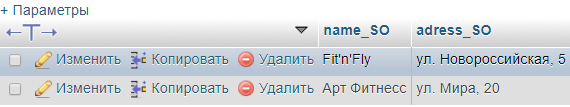 + Параметры
name_SO adress_SO
Изменить Копировать Удалить Fit'n'Fly ул. Новороссийская, 5
Изменить Копировать Удалить Арт Фитнесс ул. Мира, 20